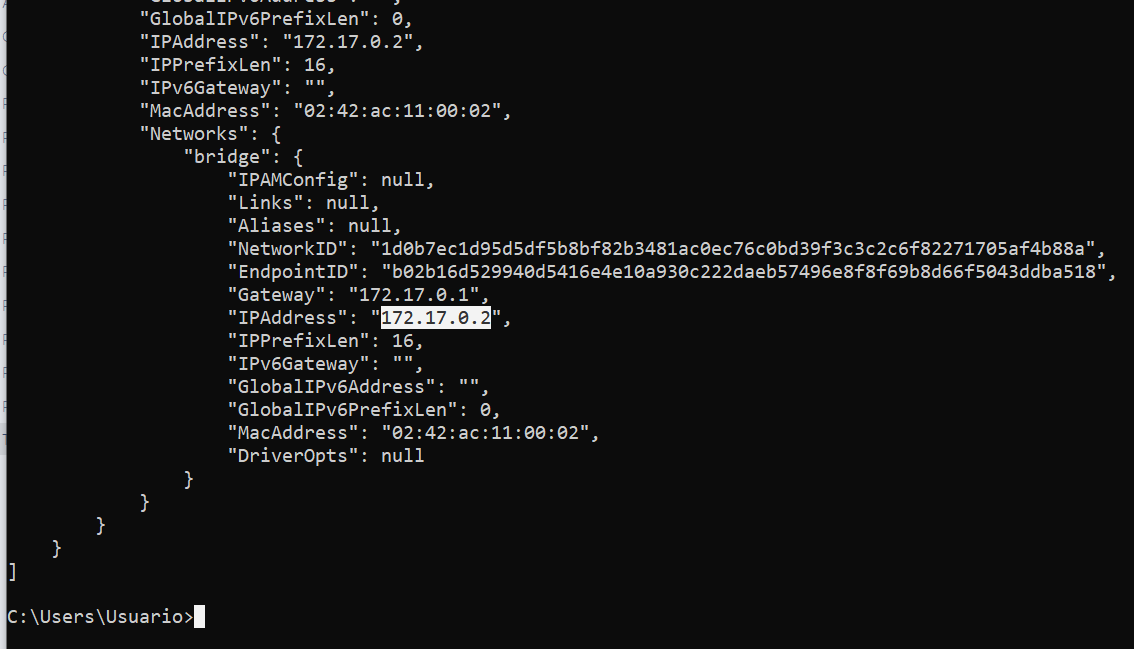 "GlobalIPv6PrefixLen": 0,
"IPAddress": "172.17.0.2",
"IPPrefixLen": 16,
"IPv6Gateway": "",
"MacAddress": "02:42:ac:11:00:02",
"Networks": {
"bridge": {
"IPAMConfig": null,
"Links": null,
"Aliases": null,
"NetworkID": "1d0b7ec1d95d5df5b8bf82b3481ac0ec76c0bd39f3c3c2c6f82271705af4b88a",
"EndpointID": "b02b16d529940d5416e4e10a930c222daeb57496e8f8f69b8d66f5043ddba518",
"Gateway": "172.17.0.1",
"IPAddress": "172.17.0.2",
"IPPrefixLen": 16,
"IPv6Gateway": "",
"GlobalIPv6Address": "",
"GlobalIPv6PrefixLen": 0,
"MacAddress": "02:42:ac:11:00:02",
"DriverOpts": null
}
}
}
}
]
C:\Users\Usuario>